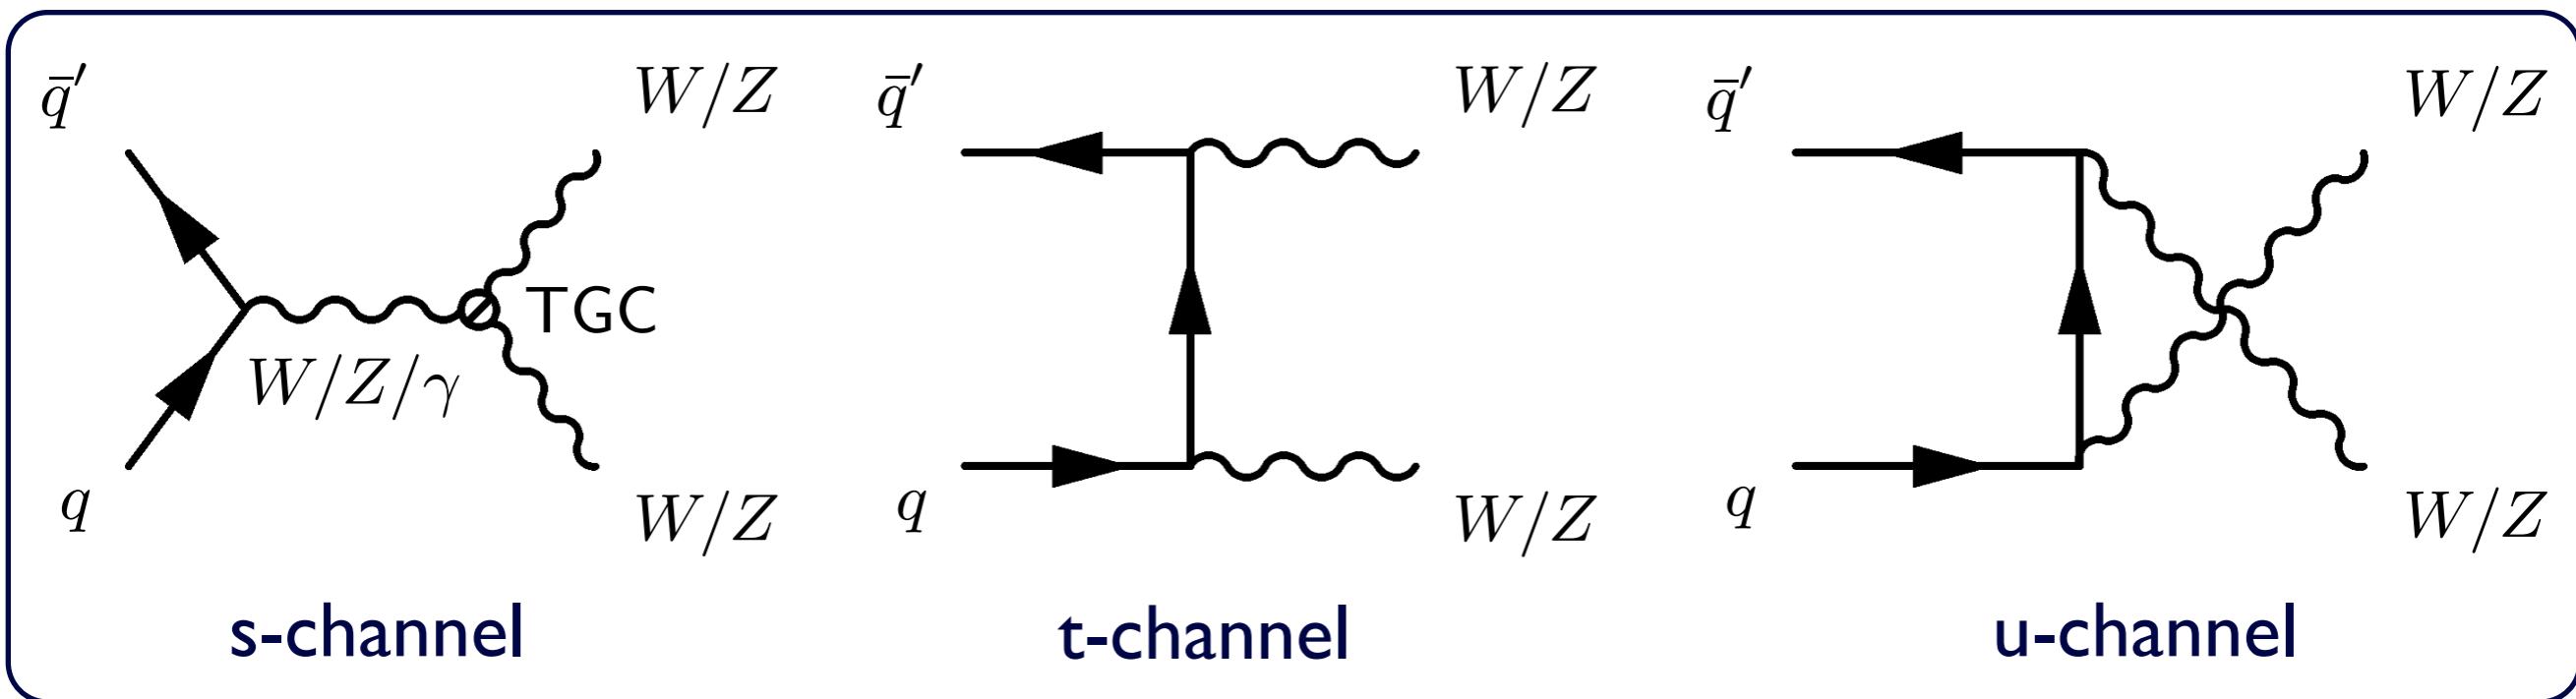 q̄′ W/Z q̄′ W/Z q̄′ W/Z
TGC
W/Z/γ
q W/Z q W/Z q W/Z
s-channel t-channel u-channel